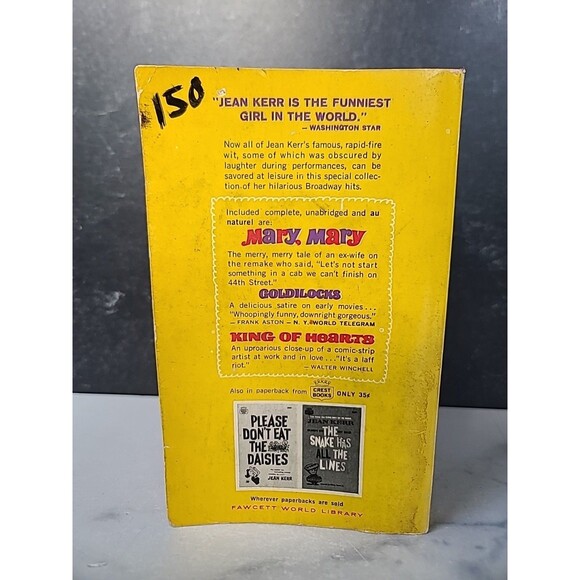 150
"JEAN KERR IS THE FUNNIEST
GIRL IN THE WORLD."
— WASHINGTON STAR
Now all of Jean Kerr's famous, rapid-fire
wit, some of which was obscured by
laughter during performances, can be
savored at leisure in this special collec-
tion of her hilarious Broadway hits.
Included complete, unabridged and au
naturel are:
Mary, Mary
The merry, merry tale of an ex-wife on
the remake who said, "Let's not start
something in a cab we can't finish on
44th Street."
GOLDILOCKS
A delicious satire on early movies...
"Whoopingly funny, downright gorgeous."
— FRANK ASTON — N. Y. WORLD TELEGRAM
KING OF HEARTS
An uproarious close-up of a comic-strip
artist at work and in love... "It's a laff
riot."
— WALTER WINCHELL
Also in paperback from CREST BOOKS ONLY 35¢
PLEASE
DON'T EAT
THE
DAISIES
JEAN KERR
JEAN KERR
THE
SNAKE HAS
ALL THE
LINES
Wherever paperbacks are sold
FAWCETT WORLD LIBRARY